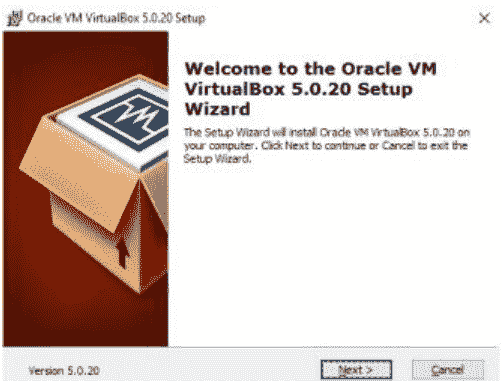 Oracle VM VirtualBox 5.0.20 Setup
Welcome to the Oracle VM
VirtualBox 5.0.20 Setup
Wizard
The Setup Wizard will install Oracle VM VirtualBox 5.0.20 on
your computer. Click Next to continue or Cancel to exit the
Setup Wizard.
Version 5.0.20
Next >
Cancel